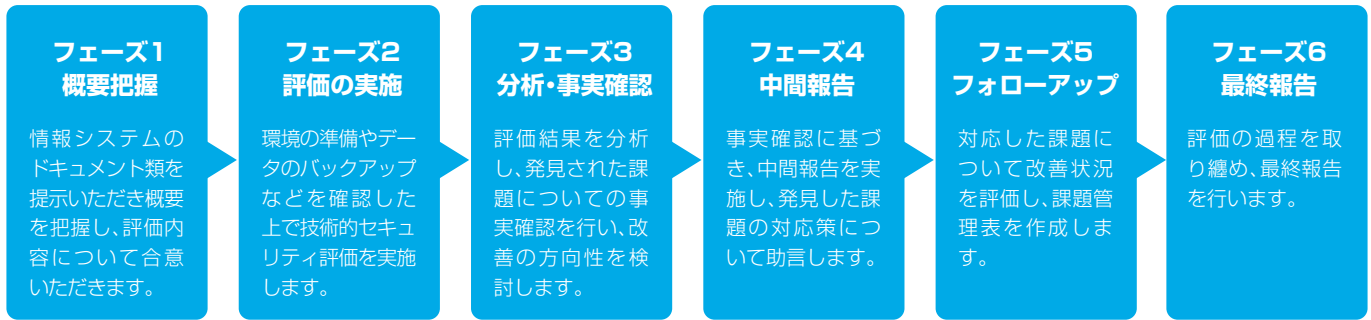 フェーズ1
概要把握
情報システムの
ドキュメント類を
提示いただき概要
を把握し、評価内
容について合意
いただきます。
フェーズ2
評価の実施
環境の準備やデー
タのバックアップ
などを確認した
上で技術的セキュ
リティ評価を実施
します。
フェーズ3
分析・事実確認
評価結果を分析
し、発見された課
題についての事
実確認を行い、改
善の方向性を検
討します。
フェーズ4
中間報告
事実確認に基づ
き、中間報告を実
施し、発見した課
題の対応策につ
いて助言します。
フェーズ5
フォローアップ
対応した課題に
ついて改善状況
を評価し、課題管
理表を作成しま
す。
フェーズ6
最終報告
評価の過程を取
り纏め、最終報告
を行います。